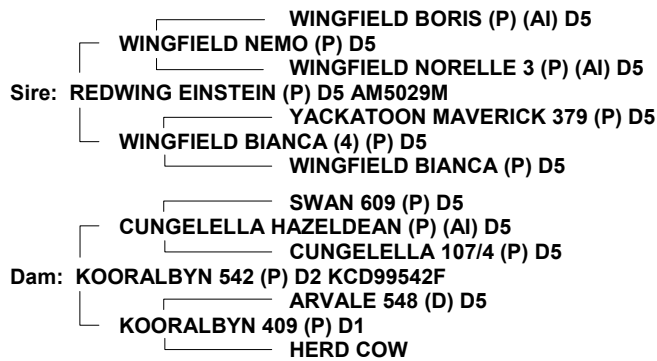 WINGFIELD BORIS (P) (AI) D5
WINGFIELD NEMO (P) D5
WINGFIELD NORELLE 3 (P) (AI) D5
Sire: REDWING EINSTEIN (P) D5 AM5029M
YACKATOON MAVERICK 379 (P) D5
WINGFIELD BIANCA (4) (P) D5
WINGFIELD BIANCA (P) D5
SWAN 609 (P) D5
CUNGELELLA HAZELDEAN (P) (AI) D5
CUNGELELLA 107/4 (P) D5
Dam: KOORALBYN 542 (P) D2 KCD99542F
ARVALE 548 (D) D5
KOORALBYN 409 (P) D1
HERD COW